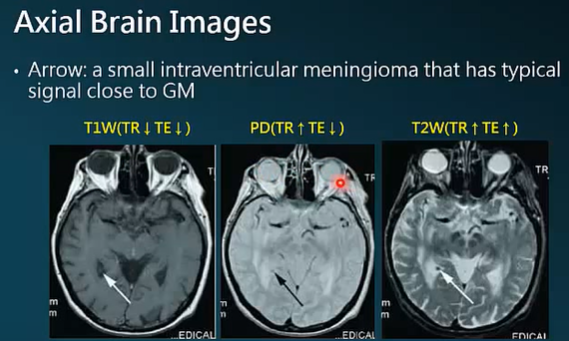 Axial Brain Images
• Arrow: a small intraventricular meningioma that has typical
signal close to GM
T1W(TR↓TE↓) PD(TR↑TE↓) T2W(TR↑TE↑)
TR TR
m m m
m m m
...EDICAL ...EDICAL EDICAL